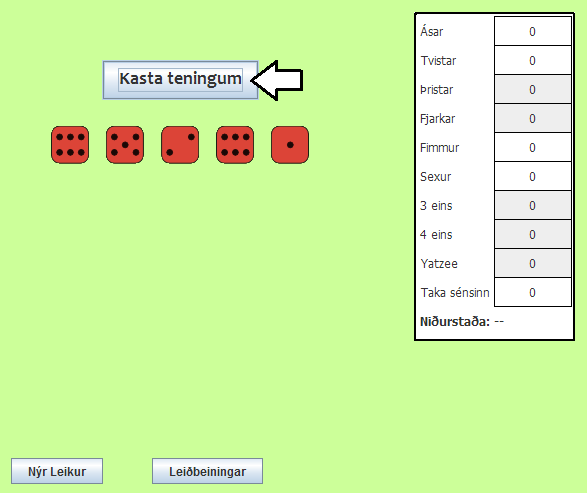 Kasta teningum
Ásar 0
Tvistar 0
Þristar 0
Fjarkar 0
Fimmur 0
Sexur 0
3 eins 0
4 eins 0
Yatzee 0
Taka sénsinn 0
Niðurstaða: --
Nýr Leikur
Leiðbeiningar